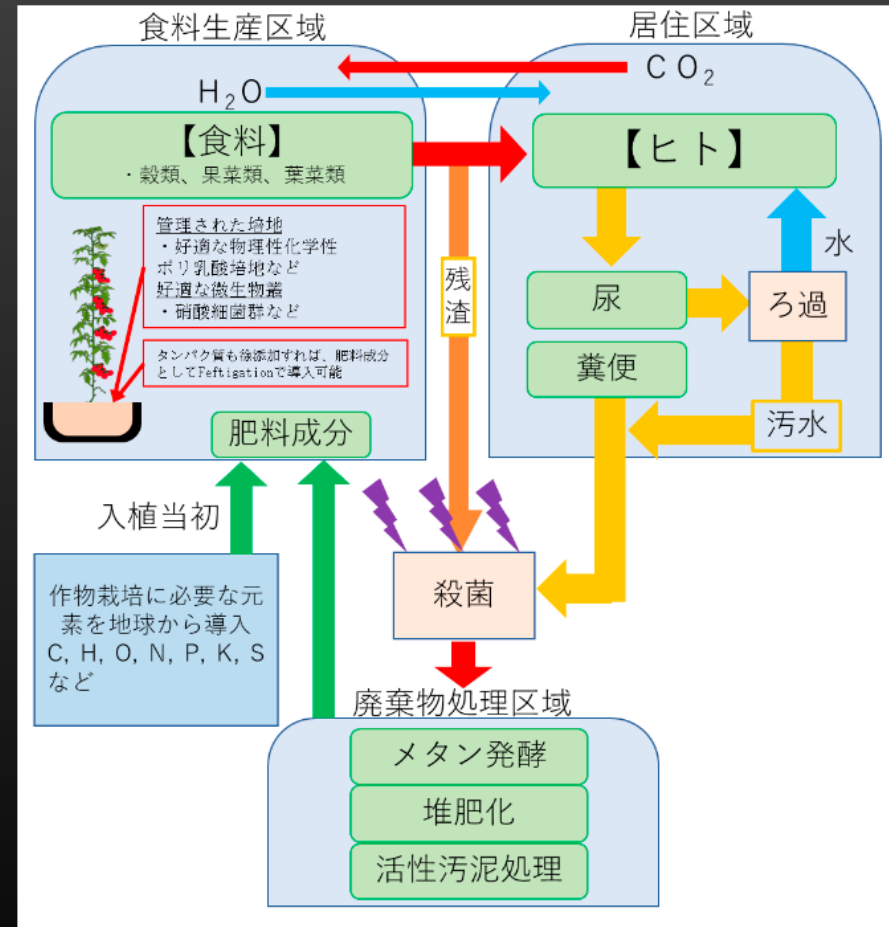 食料生産区域
居住区域
CO₂
H₂O
【食料】
・穀類、果菜類、葉菜類
【ヒト】
管理された培地
・好適な物理性化学性
ポリ乳酸培地など
好適な微生物叢
・硝酸細菌群など
タンパク質も徐添加すれば、肥料成分
としてFeftigationで導入可能
肥料成分
残渣
水
尿
ろ過
糞便
汚水
入植当初
作物栽培に必要な元
素を地球から導入
C, H, O, N, P, K, S
など
殺菌
廃棄物処理区域
メタン発酵
堆肥化
活性汚泥処理